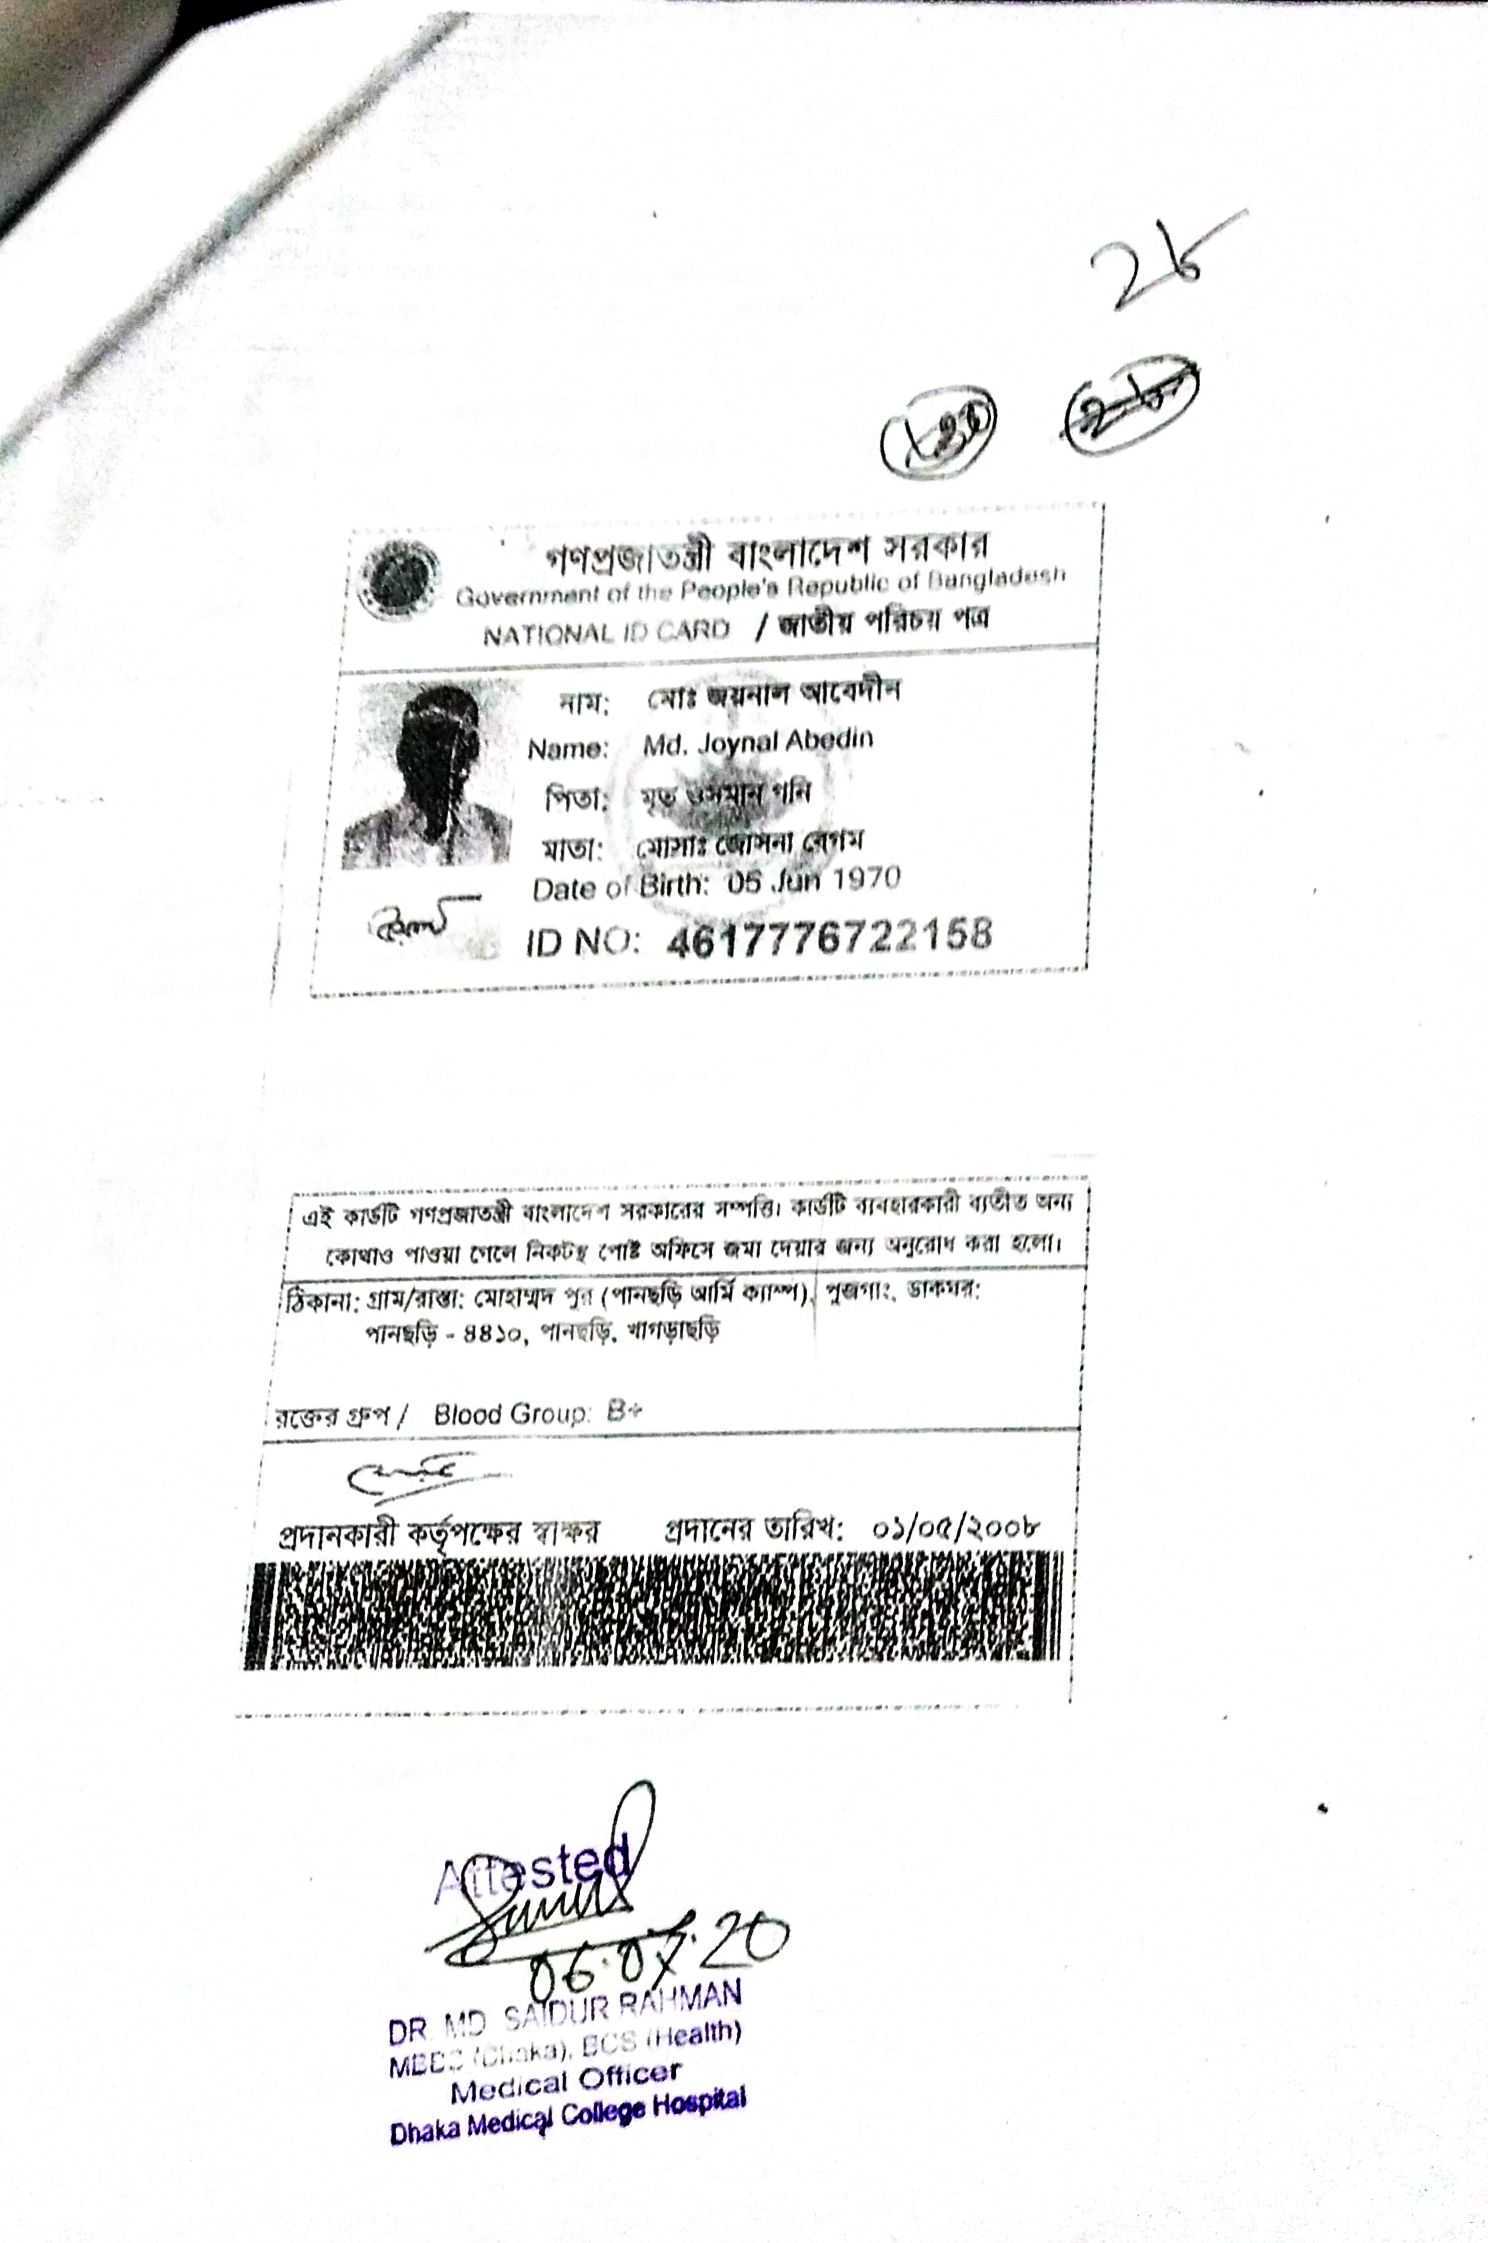 ২৮
গণপ্রজাতন্ত্রী বাংলাদেশ সরকার
Government of the People's Republic of Bangladesh
NATIONAL ID CARD / জাতীয় পরিচয় পত্র
নাম: মোঃ জয়নাল আবেদীন
Name: Md. Joynal Abedin
পিতা: মৃত ওসমান গনি
মাতা: মোসাঃ জোসনা বেগম
Date of Birth: 05 Jun 1970
ID NO: 4617776722158
এই কার্ডটি গণপ্রজাতন্ত্রী বাংলাদেশ সরকারের সম্পত্তি। কার্ডটি ব্যবহারকারী ব্যতীত অন্য
কোথাও পাওয়া গেলে নিকটস্থ পোষ্ট অফিসে জমা দেয়ার জন্য অনুরোধ করা হলো।
ঠিকানা: গ্রাম/রাস্তা: মোহাম্মদ পুর (পানছড়ি আর্মি ক্যাম্প), পুজগাং, ডাকঘর:
পানছড়ি - ৪৪১০, পানছড়ি, খাগড়াছড়ি
রক্তের গ্রুপ / Blood Group: B+
প্রদানকারী কর্তৃপক্ষের স্বাক্ষর প্রদানের তারিখ: ০১/০৫/২০০৮
Attested
06.07.20
DR. MD. SAIDUR RAHMAN
MBBS (Dhaka), BCS (Health)
Medical Officer
Dhaka Medical College Hospital